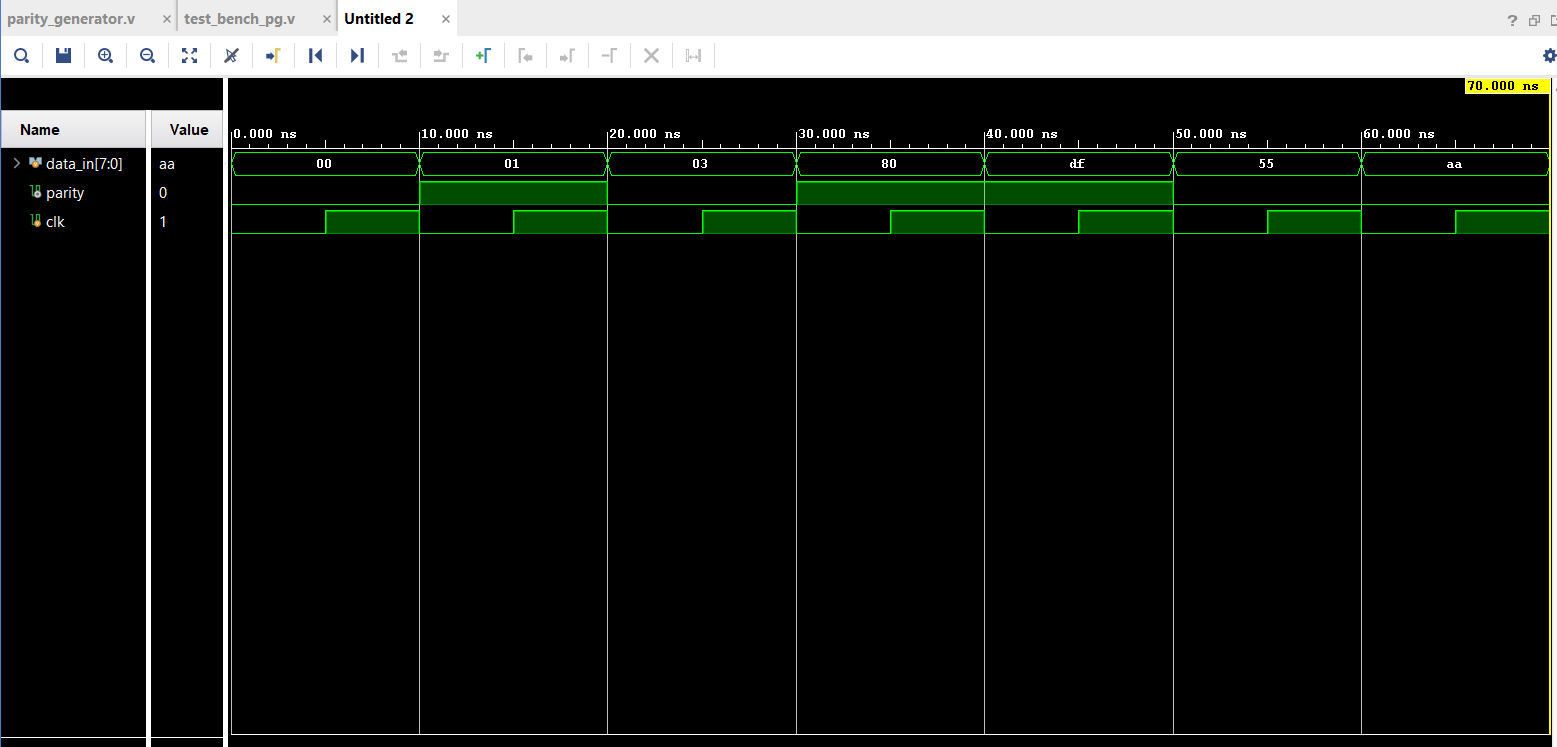 parity_generator.v × test_bench_pg.v × Untitled 2 × ?
70.000 ns
Name Value 0.000 ns 10.000 ns 20.000 ns 30.000 ns 40.000 ns 50.000 ns 60.000 ns
data_in[7:0] aa 00 01 03 80 df 55 aa
parity 0
clk 1